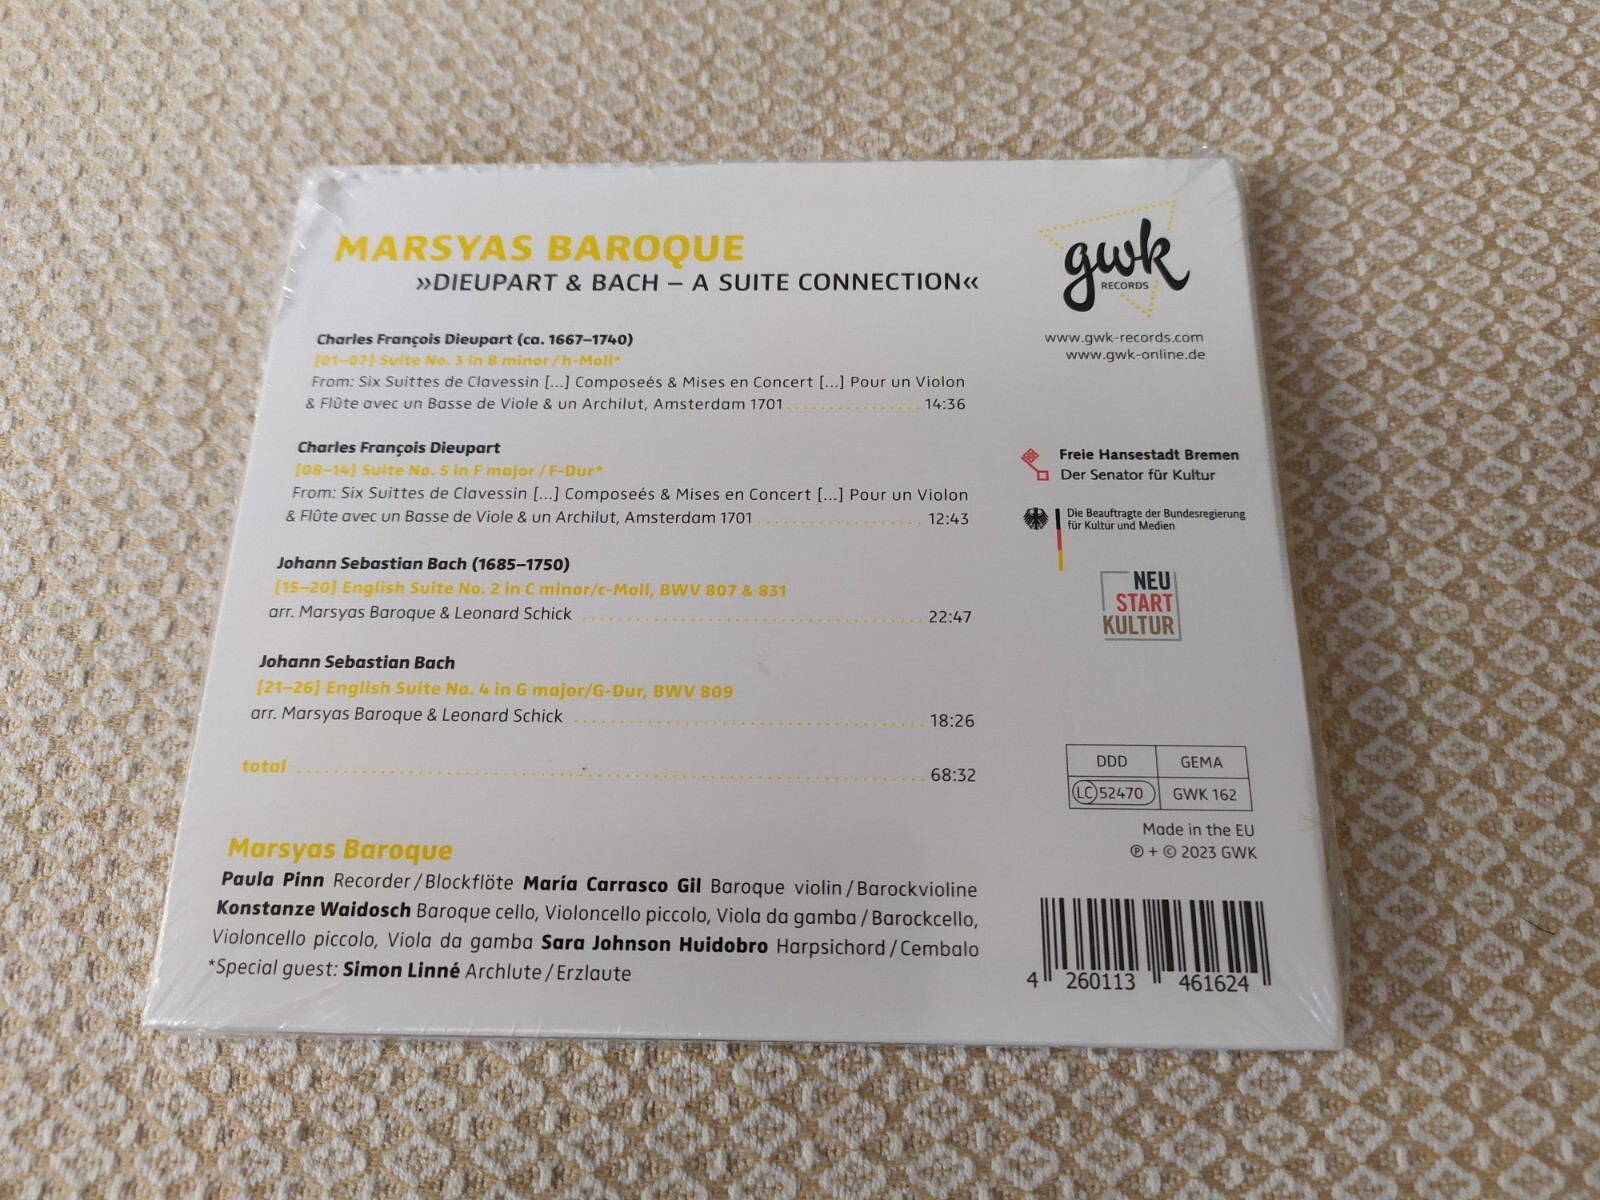 MARSYAS BAROQUE
»DIEUPART & BACH – A SUITE CONNECTION«
Charles François Dieupart (ca. 1667–1740)
[01–07] Suite No. 3 in B minor / h-Moll*
From: Six Suittes de Clavessin [...] Composeés & Mises en Concert [...] Pour un Violon
& Flûte avec un Basse de Viole & un Archilut, Amsterdam 1701 14:36
Charles François Dieupart
[08–14] Suite No. 5 in F major / F-Dur*
From: Six Suittes de Clavessin [...] Composeés & Mises en Concert [...] Pour un Violon
& Flûte avec un Basse de Viole & un Archilut, Amsterdam 1701 12:43
Johann Sebastian Bach (1685–1750)
[15–20] English Suite No. 2 in C minor/c-Moll, BWV 807 & 831
arr. Marsyas Baroque & Leonard Schick 22:47
Johann Sebastian Bach
[21–26] English Suite No. 4 in G major/G-Dur, BWV 809
arr. Marsyas Baroque & Leonard Schick 18:26
total 68:32
Marsyas Baroque
Paula Pinn Recorder / Blockflöte María Carrasco Gil Baroque violin / Barockvioline
Konstanze Waidosch Baroque cello, Violoncello piccolo, Viola da gamba / Barockcello,
Violoncello piccolo, Viola da gamba Sara Johnson Huidobro Harpsichord / Cembalo
*Special guest: Simon Linné Archlute / Erzlaute
gwk
RECORDS
www.gwk-records.com
www.gwk-online.de
Freie Hansestadt Bremen
Der Senator für Kultur
Die Beauftragte der Bundesregierung
für Kultur und Medien
NEU
START
KULTUR
DDD GEMA
LC 52470 GWK 162
Made in the EU
℗ + © 2023 GWK
4 260113 461624